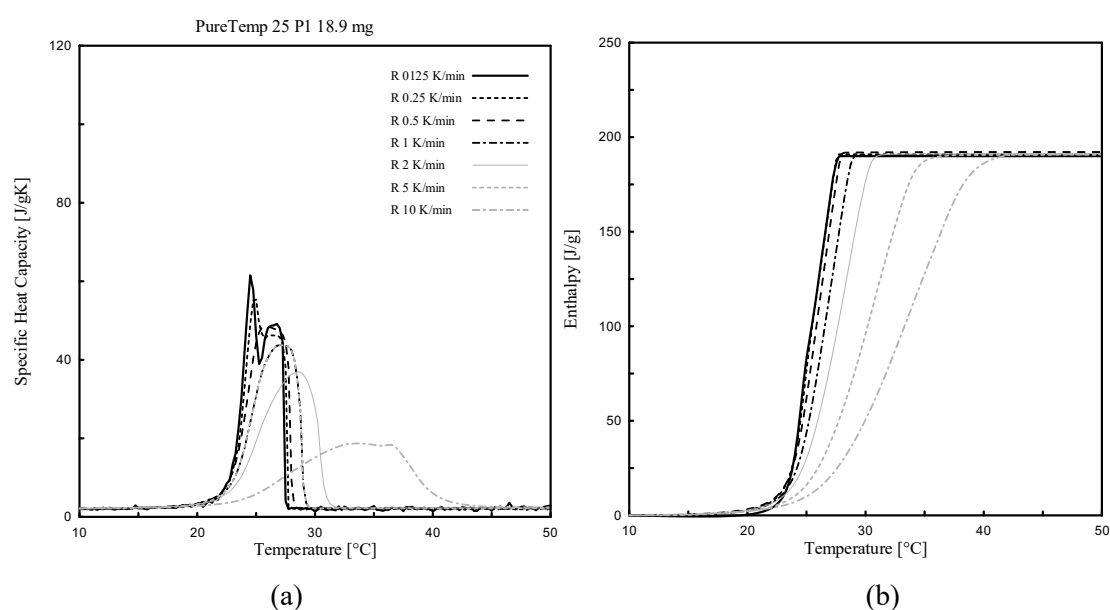 PureTemp 25 P1 18.9 mg
120
80
40
0
10
20
30
40
50
Specific Heat Capacity [J/gK]
Temperature [°C]
R 0125 K/min
R 0.25 K/min
R 0.5 K/min
R 1 K/min
R 2 K/min
R 5 K/min
R 10 K/min
(a)
250
200
150
100
50
0
10
20
30
40
50
Enthalpy [J/g]
Temperature [°C]
(b)